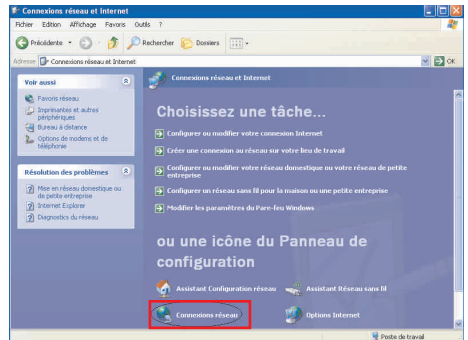 Connexions réseau et Internet
Fichier Edition Affichage Favoris Outils ?
Précédente Rechercher Dossiers
Adresse Connexions réseau et Internet OK
Voir aussi
Favoris réseau
Imprimantes et autres
périphériques
Bureau à distance
Options de modems et de
téléphonie
Résolution des problèmes
Mise en réseau domestique ou
de petite entreprise
Internet Explorer
Diagnostics du réseau
Connexions réseau et Internet
Choisissez une tâche...
Configurer ou modifier votre connexion Internet
Créer une connexion au réseau sur votre lieu de travail
Configurer ou modifier votre réseau domestique ou votre réseau de petite
entreprise
Configurer un réseau sans fil pour la maison ou une petite entreprise
Modifier les paramètres du Pare-feu Windows
ou une icône du Panneau de
configuration
Assistant Configuration réseau Assistant Réseau sans fil
Connexions réseau Options Internet
Poste de travail